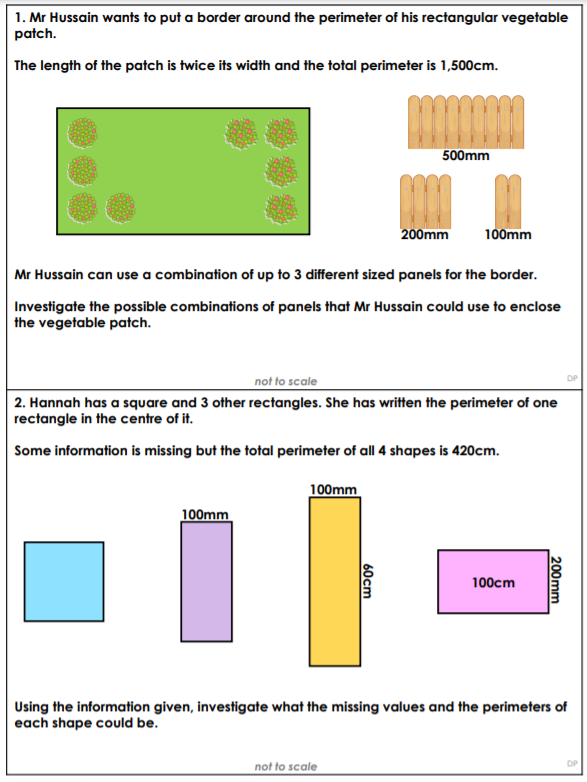 1. Mr Hussain wants to put a border around the perimeter of his rectangular vegetable
patch.
The length of the patch is twice its width and the total perimeter is 1,500cm.
500mm
200mm
100mm
Mr Hussain can use a combination of up to 3 different sized panels for the border.
Investigate the possible combinations of panels that Mr Hussain could use to enclose
the vegetable patch.
not to scale
DP
2. Hannah has a square and 3 other rectangles. She has written the perimeter of one
rectangle in the centre of it.
Some information is missing but the total perimeter of all 4 shapes is 420cm.
100mm
100mm
60cm
100cm
200mm
Using the information given, investigate what the missing values and the perimeters of
each shape could be.
not to scale
DP